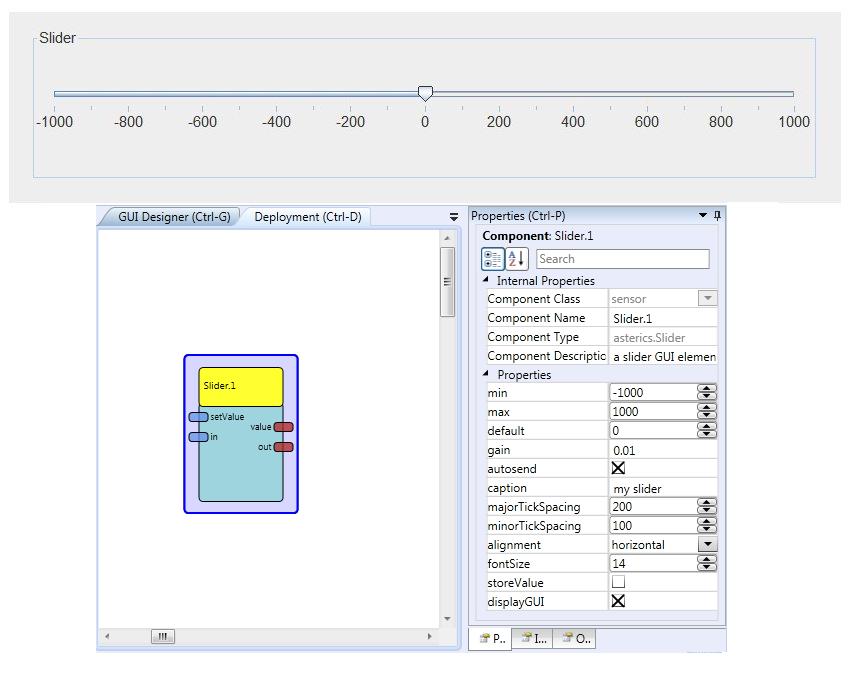 Slider
-1000 -800 -600 -400 -200 0 200 400 600 800 1000
GUI Designer (Ctrl-G) Deployment (Ctrl-D)
Slider.1
setValue
value
in
out
Properties (Ctrl-P)
Component: Slider.1
A Z Search
Internal Properties
Component Class sensor
Component Name Slider.1
Component Type asterics.Slider
Component Descriptic a slider GUI elemen
Properties
min -1000
max 1000
default 0
gain 0.01
autosend
caption my slider
majorTickSpacing 200
minorTickSpacing 100
alignment horizontal
fontSize 14
storeValue
displayGUI
P.. I... O..